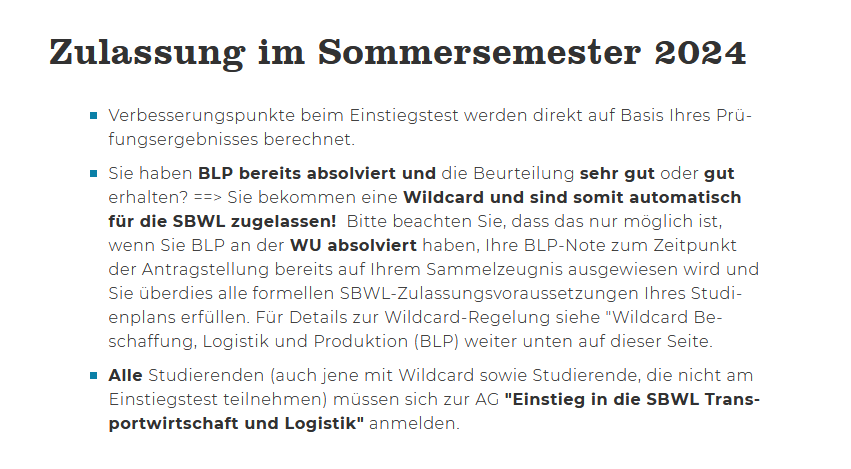 Zulassung im Sommersemester 2024
Verbesserungspunkte beim Einstiegstest werden direkt auf Basis Ihres Prü-
fungsergebnisses berechnet.
Sie haben BLP bereits absolviert und die Beurteilung sehr gut oder gut
erhalten? ==> Sie bekommen eine Wildcard und sind somit automatisch
für die SBWL zugelassen! Bitte beachten Sie, dass das nur möglich ist,
wenn Sie BLP an der WU absolviert haben, Ihre BLP-Note zum Zeitpunkt
der Antragstellung bereits auf Ihrem Sammelzeugnis ausgewiesen wird und
Sie überdies alle formellen SBWL-Zulassungsvoraussetzungen Ihres Studi-
enplans erfüllen. Für Details zur Wildcard-Regelung siehe "Wildcard Be-
schaffung, Logistik und Produktion (BLP) weiter unten auf dieser Seite.
Alle Studierenden (auch jene mit Wildcard sowie Studierende, die nicht am
Einstiegstest teilnehmen) müssen sich zur AG "Einstieg in die SBWL Trans-
portwirtschaft und Logistik" anmelden.